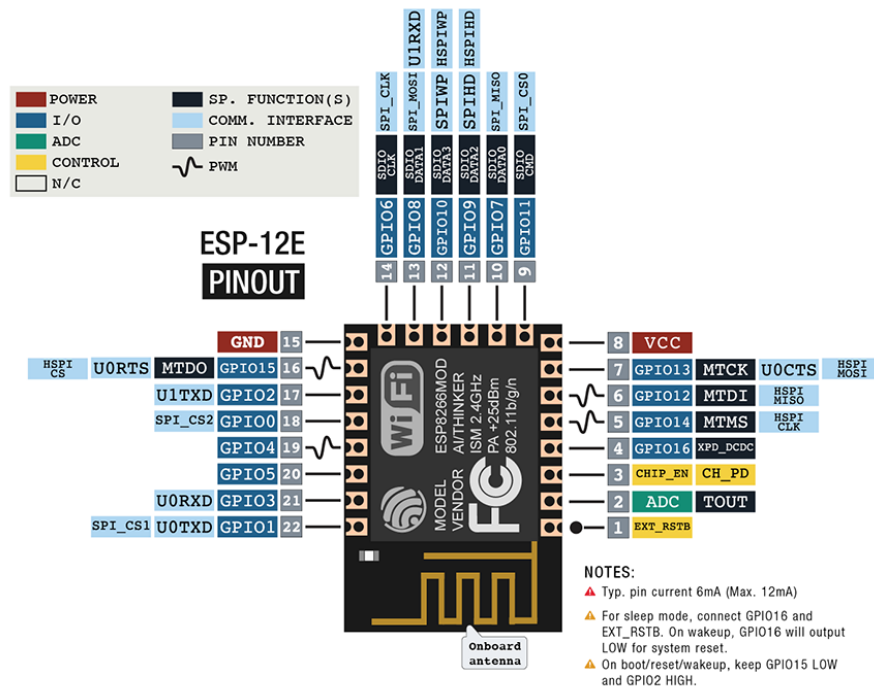 POWER
I/O
ADC
CONTROL
N/C
SP. FUNCTION(S)
COMM. INTERFACE
PIN NUMBER
PWM
ESP-12E
PINOUT
SPI_CLK
SDIO CLK
GPIO6
14
U1RXD
SPI_MOSI
SDIO DATA1
GPIO8
13
HSPIWP
SPIWP
SDIO DATA3
GPIO10
12
HSPIHD
SPIHD
SDIO DATA2
GPIO9
11
SPI_MISO
SDIO DATA0
GPIO7
10
SPI_CS0
SDIO CMD
GPIO11
9
GND 15
HSPI CS U0RTS MTDO GPIO15 16
U1TXD GPIO2 17
SPI_CS2 GPIO0 18
GPIO4 19
GPIO5 20
U0RXD GPIO3 21
SPI_CS1 U0TXD GPIO1 22
WiFi
ESP8266MOD
AI/THINKER
ISM 2.4GHz
PA +25dBm
802.11b/g/n
MODEL
VENDOR
FC
8 VCC
7 GPIO13 MTCK U0CTS HSPI MOSI
6 GPIO12 MTDI HSPI MISO
5 GPIO14 MTMS HSPI CLK
4 GPIO16 XPD_DCDC
3 CHIP_EN CH_PD
2 ADC TOUT
1 EXT_RSTB
Onboard
antenna
NOTES:
Typ. pin current 6mA (Max. 12mA)
For sleep mode, connect GPIO16 and
EXT_RSTB. On wakeup, GPIO16 will output
LOW for system reset.
On boot/reset/wakeup, keep GPIO15 LOW
and GPIO2 HIGH.